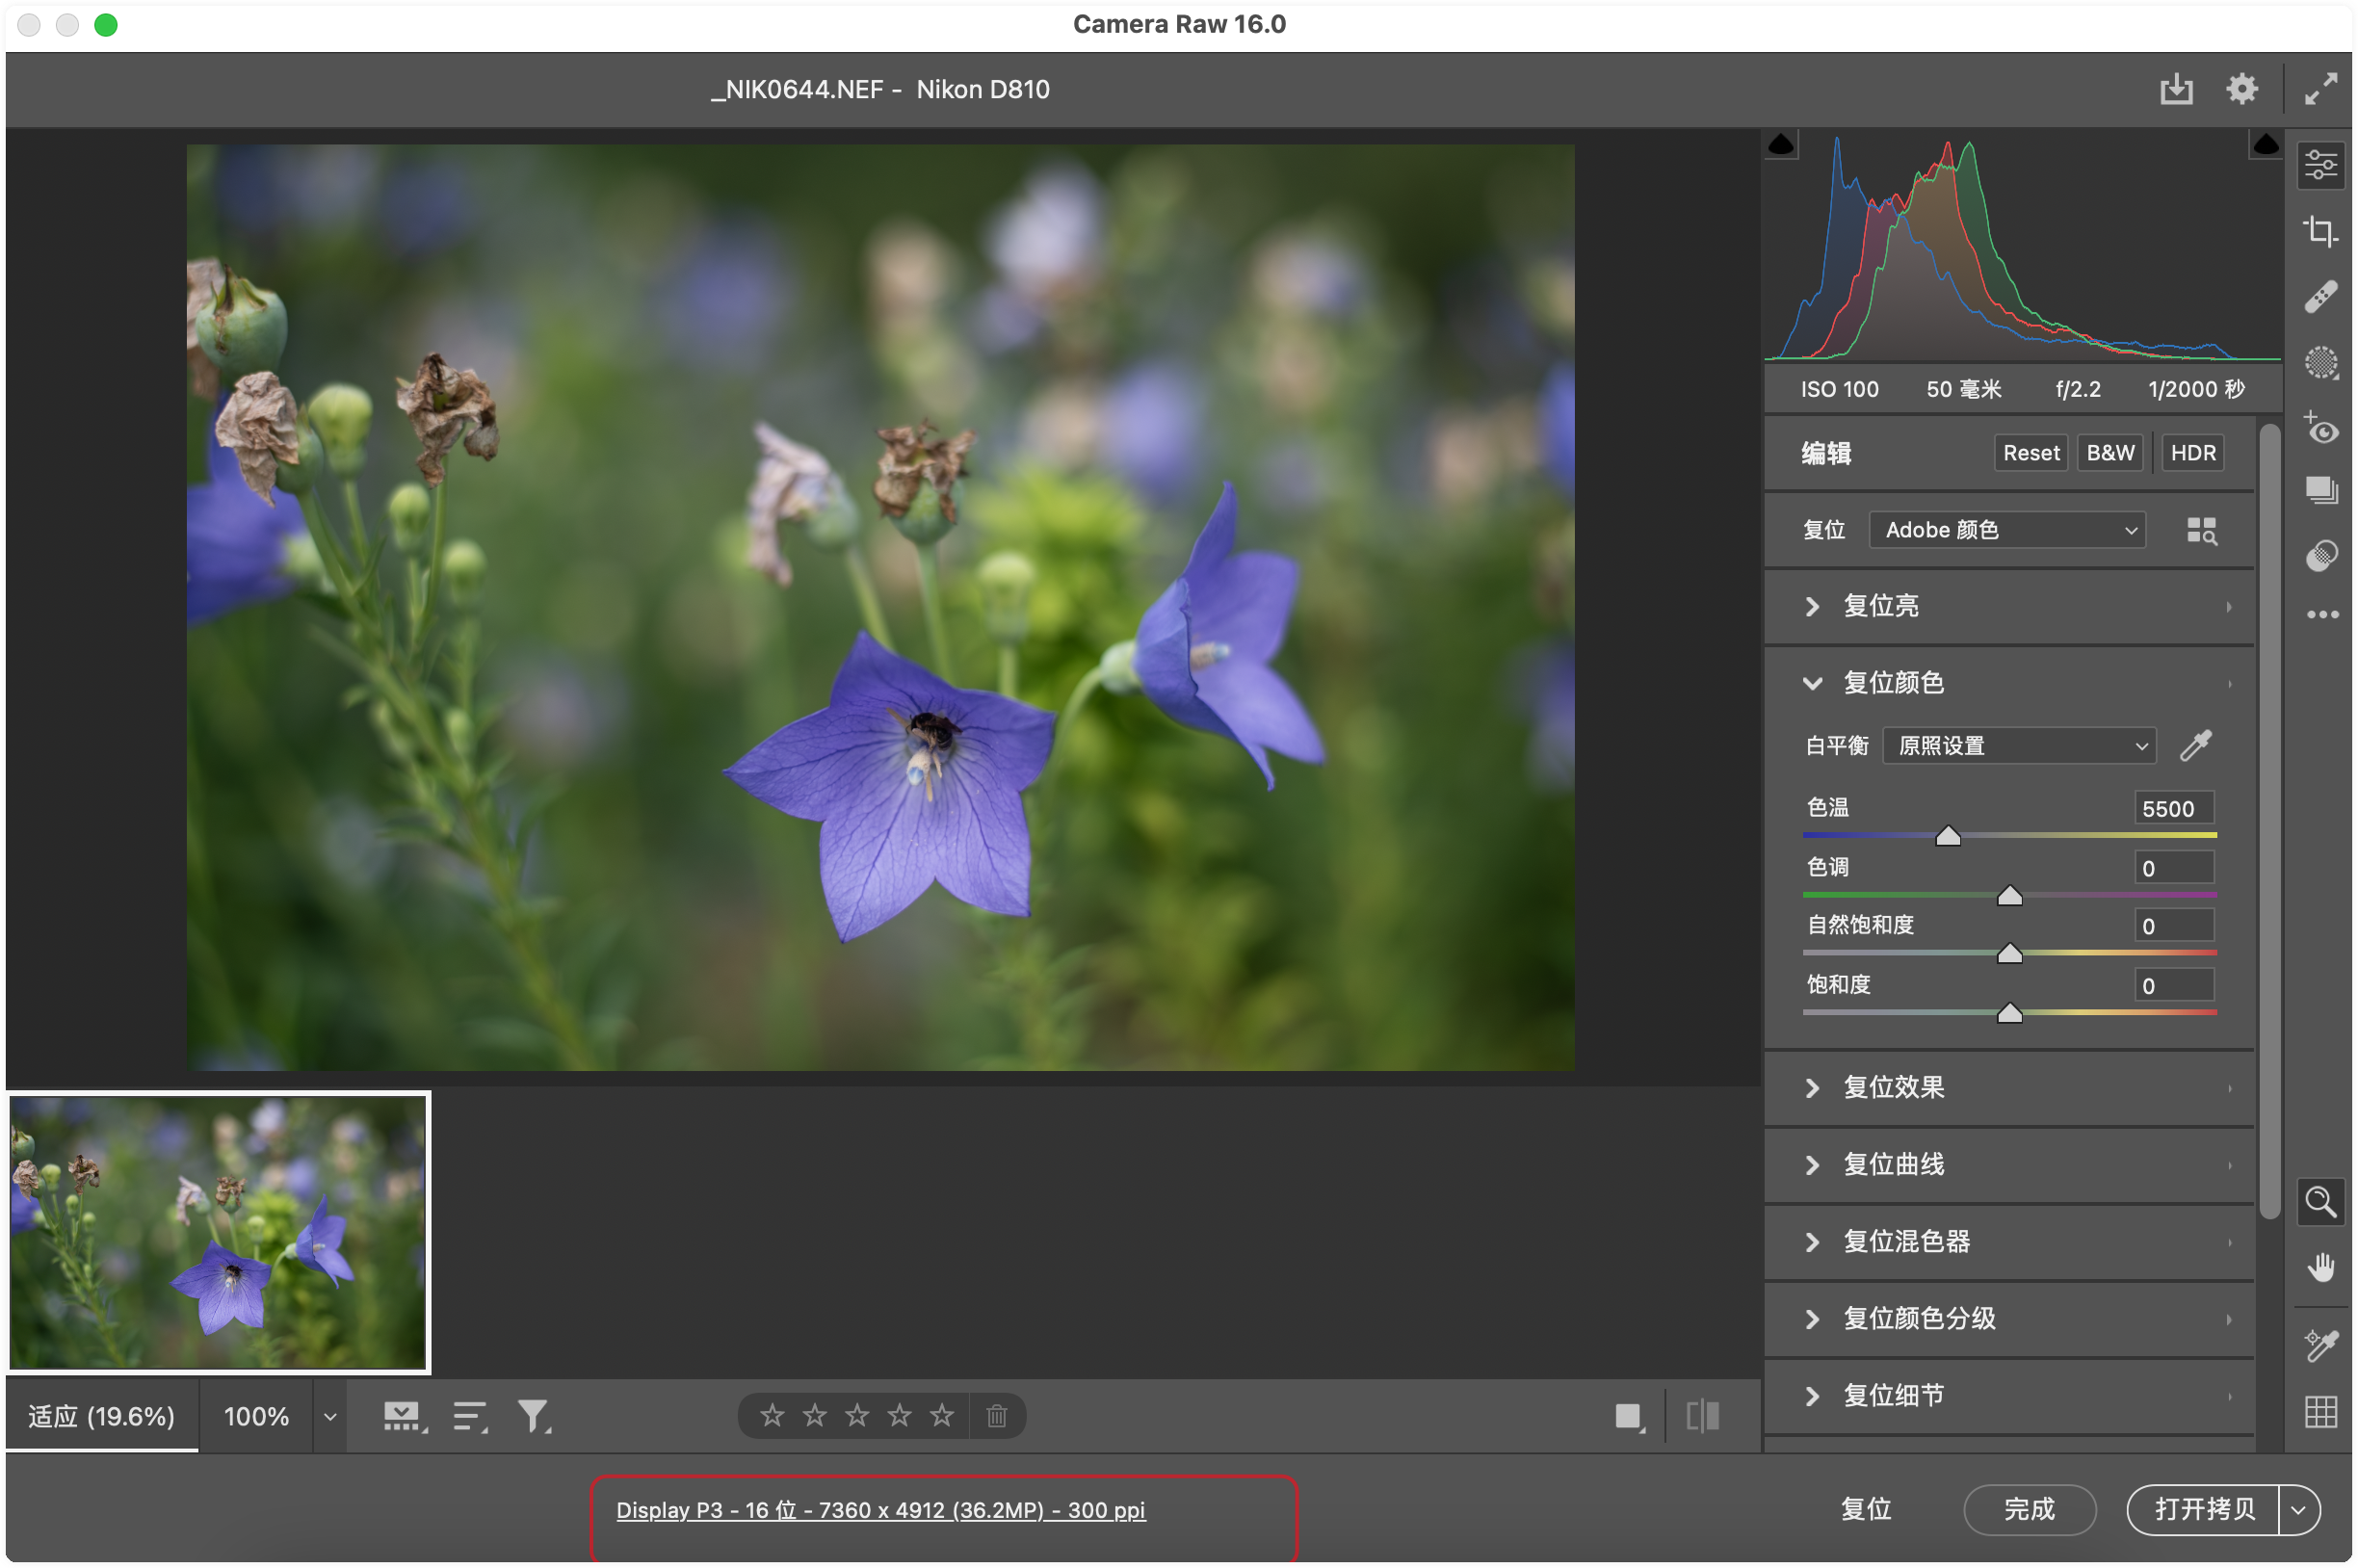 Camera Raw 16.0
_NIK0644.NEF - Nikon D810
ISO 100 50 毫米 f/2.2 1/2000 秒
编辑 Reset B&W HDR
复位 Adobe 颜色
复位亮
复位颜色
白平衡 原照设置
色温 5500
色调 0
自然饱和度 0
饱和度 0
复位效果
复位曲线
复位混色器
复位颜色分级
复位细节
适应 (19.6%) 100%
Display P3 - 16 位 - 7360 x 4912 (36.2MP) - 300 ppi
复位 完成 打开拷贝